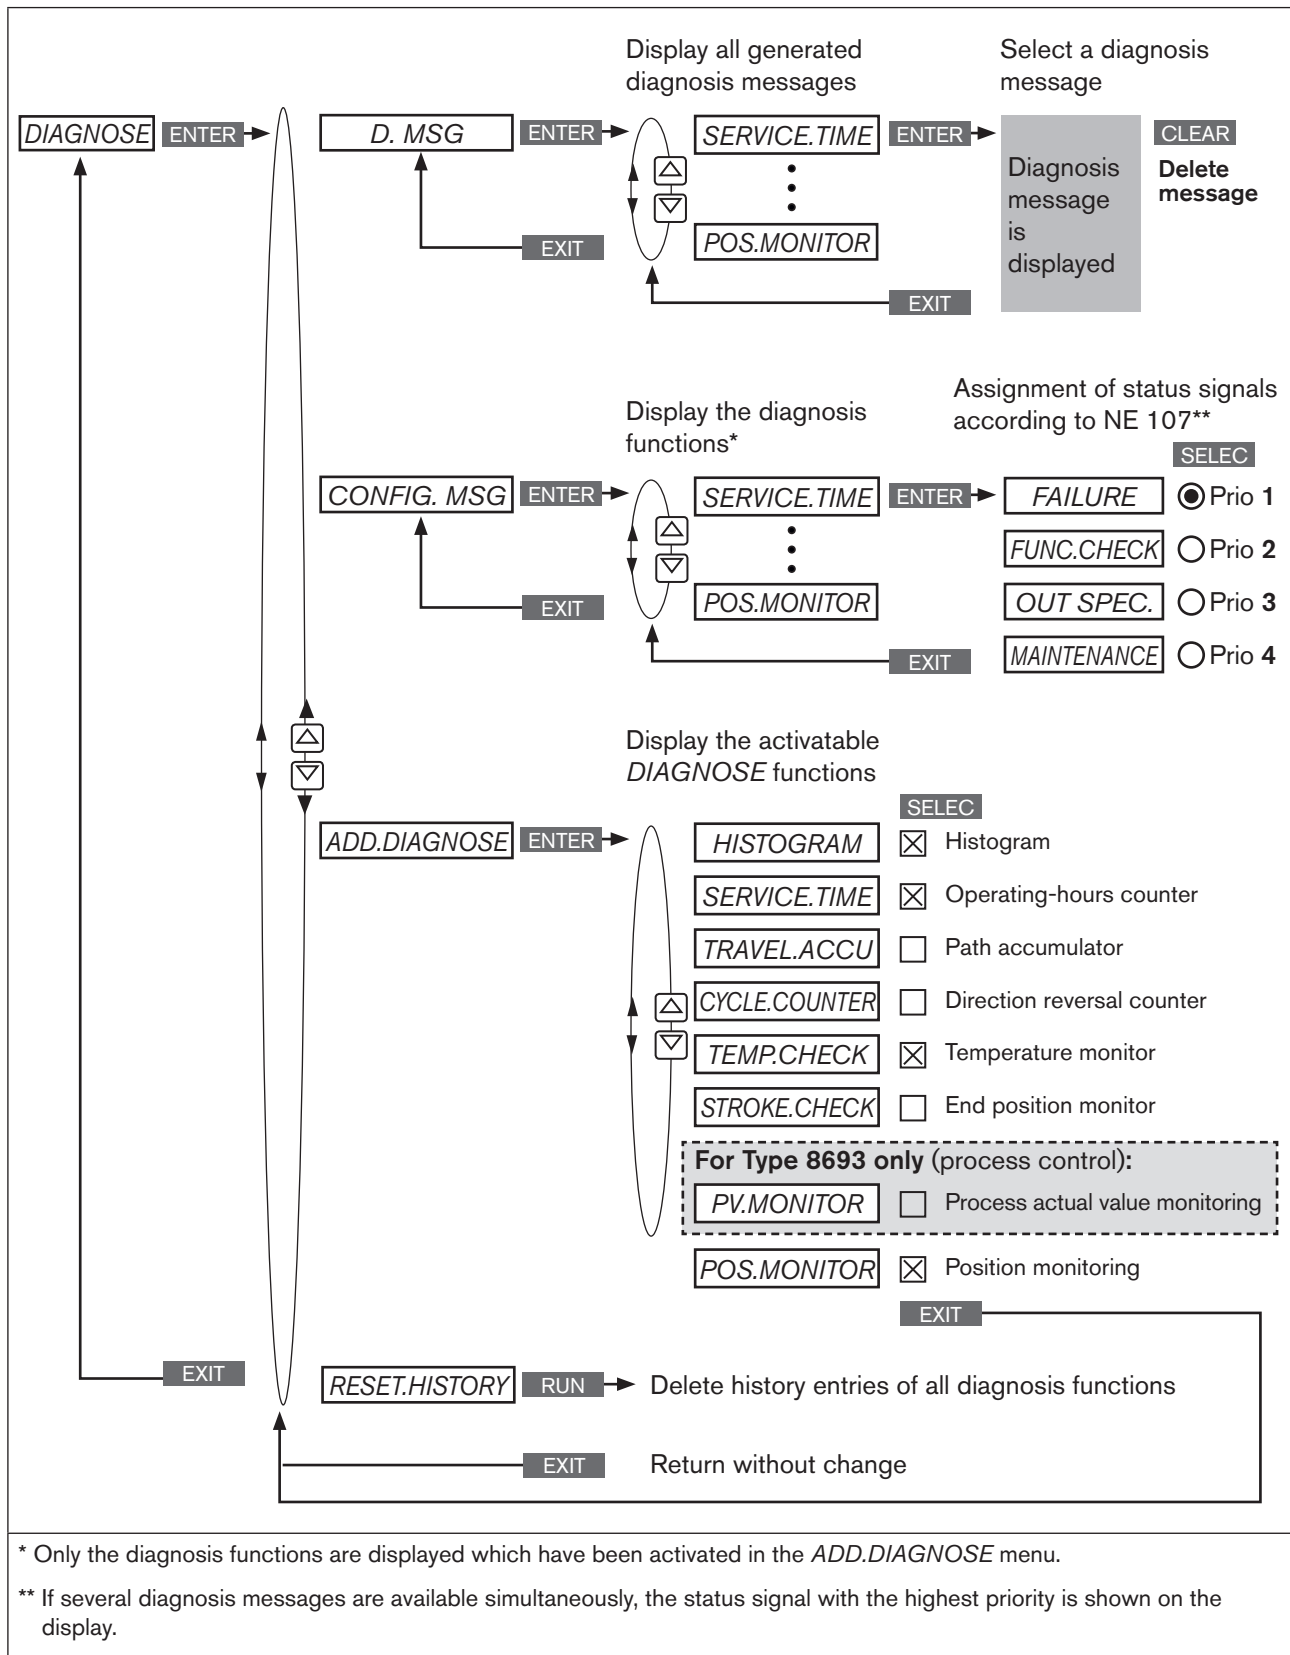 Display all generated
diagnosis messages
Select a diagnosis
message
DIAGNOSE ENTER D. MSG ENTER SERVICE.TIME ENTER CLEAR
Diagnosis
message
is
displayed
Delete
message
EXIT POS.MONITOR
EXIT
Display the diagnosis
functions*
Assignment of status signals
according to NE 107**
SELEC
CONFIG. MSG ENTER SERVICE.TIME ENTER FAILURE Prio 1
FUNC.CHECK Prio 2
EXIT POS.MONITOR OUT SPEC. Prio 3
EXIT MAINTENANCE Prio 4
Display the activatable
DIAGNOSE functions
SELEC
ADD.DIAGNOSE ENTER HISTOGRAM Histogram
SERVICE.TIME Operating-hours counter
TRAVEL.ACCU Path accumulator
CYCLE.COUNTER Direction reversal counter
TEMP.CHECK Temperature monitor
STROKE.CHECK End position monitor
For Type 8693 only (process control):
PV.MONITOR Process actual value monitoring
POS.MONITOR Position monitoring
EXIT
EXIT RESET.HISTORY RUN Delete history entries of all diagnosis functions
EXIT Return without change
* Only the diagnosis functions are displayed which have been activated in the ADD.DIAGNOSE menu.
** If several diagnosis messages are available simultaneously, the status signal with the highest priority is shown on the
display.